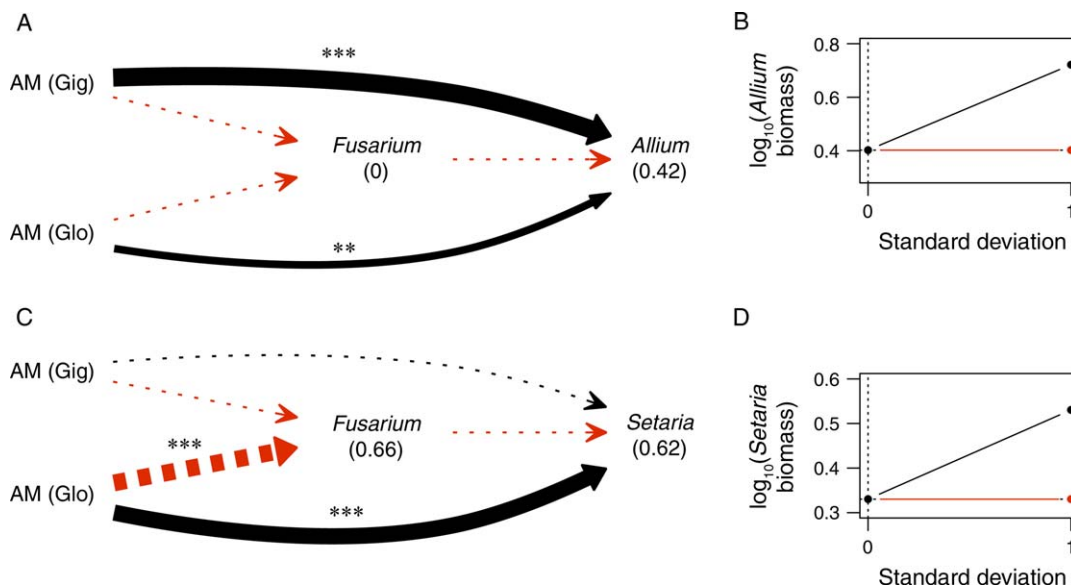 A
AM (Gig)
***
Fusarium
(0)
Allium
(0.42)
AM (Glo)
**
B
log10(Allium
biomass)
0.8
0.6
0.4
0
1
Standard deviation
C
AM (Gig)
***
Fusarium
(0.66)
Setaria
(0.62)
AM (Glo)
***
D
log10(Setaria
biomass)
0.6
0.5
0.4
0.3
0
1
Standard deviation